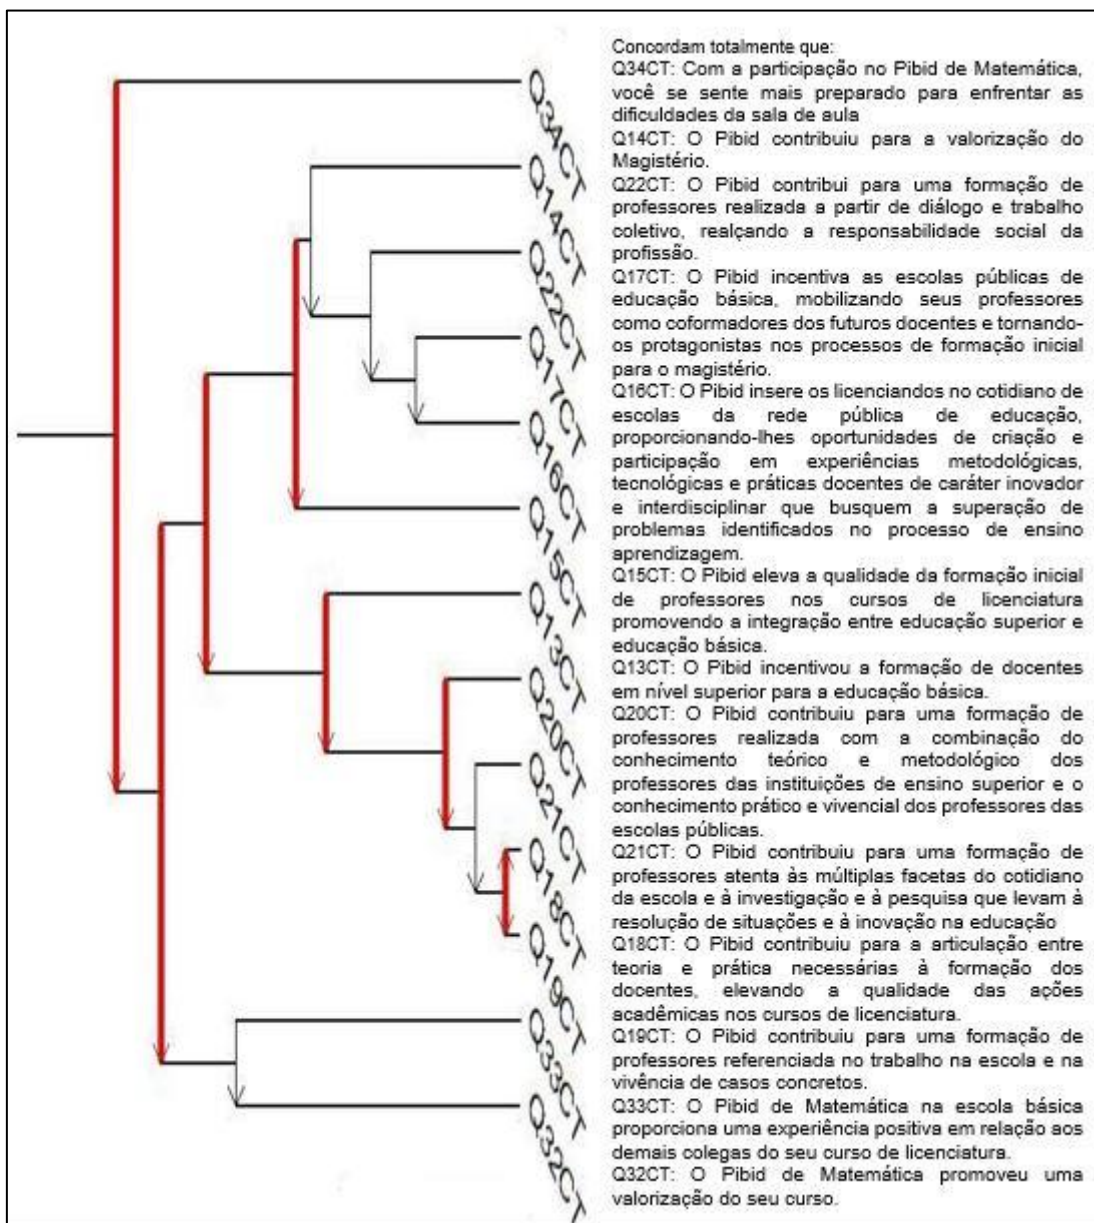 Q34CT
Q14CT
Q22CT
Q17CT
Q16CT
Q15CT
Q13CT
Q20CT
Q21CT
Q18CT
Q19CT
Q33CT
Q32CT
Concordam totalmente que:
Q34CT: Com a participação no Pibid de Matemática,
você se sente mais preparado para enfrentar as
dificuldades da sala de aula
Q14CT: O Pibid contribuiu para a valorização do
Magistério.
Q22CT: O Pibid contribui para uma formação de
professores realizada a partir de diálogo e trabalho
coletivo, realçando a responsabilidade social da
profissão.
Q17CT: O Pibid incentiva as escolas públicas de
educação básica, mobilizando seus professores
como coformadores dos futuros docentes e tornando-
os protagonistas nos processos de formação inicial
para o magistério.
Q16CT: O Pibid insere os licenciandos no cotidiano de
escolas da rede pública de educação,
proporcionando-lhes oportunidades de criação e
participação em experiências metodológicas,
tecnológicas e práticas docentes de caráter inovador
e interdisciplinar que busquem a superação de
problemas identificados no processo de ensino
aprendizagem.
Q15CT: O Pibid eleva a qualidade da formação inicial
de professores nos cursos de licenciatura
promovendo a integração entre educação superior e
educação básica.
Q13CT: O Pibid incentivou a formação de docentes
em nível superior para a educação básica.
Q20CT: O Pibid contribuiu para uma formação de
professores realizada com a combinação do
conhecimento teórico e metodológico dos
professores das instituições de ensino superior e o
conhecimento prático e vivencial dos professores das
escolas públicas.
Q21CT: O Pibid contribuiu para uma formação de
professores atenta às múltiplas facetas do cotidiano
da escola e à investigação e à pesquisa que levam à
resolução de situações e à inovação na educação
Q18CT: O Pibid contribuiu para a articulação entre
teoria e prática necessárias à formação dos
docentes, elevando a qualidade das ações
acadêmicas nos cursos de licenciatura.
Q19CT: O Pibid contribuiu para uma formação de
professores referenciada no trabalho na escola e na
vivência de casos concretos.
Q33CT: O Pibid de Matemática na escola básica
proporciona uma experiência positiva em relação aos
demais colegas do seu curso de licenciatura.
Q32CT: O Pibid de Matemática promoveu uma
valorização do seu curso.